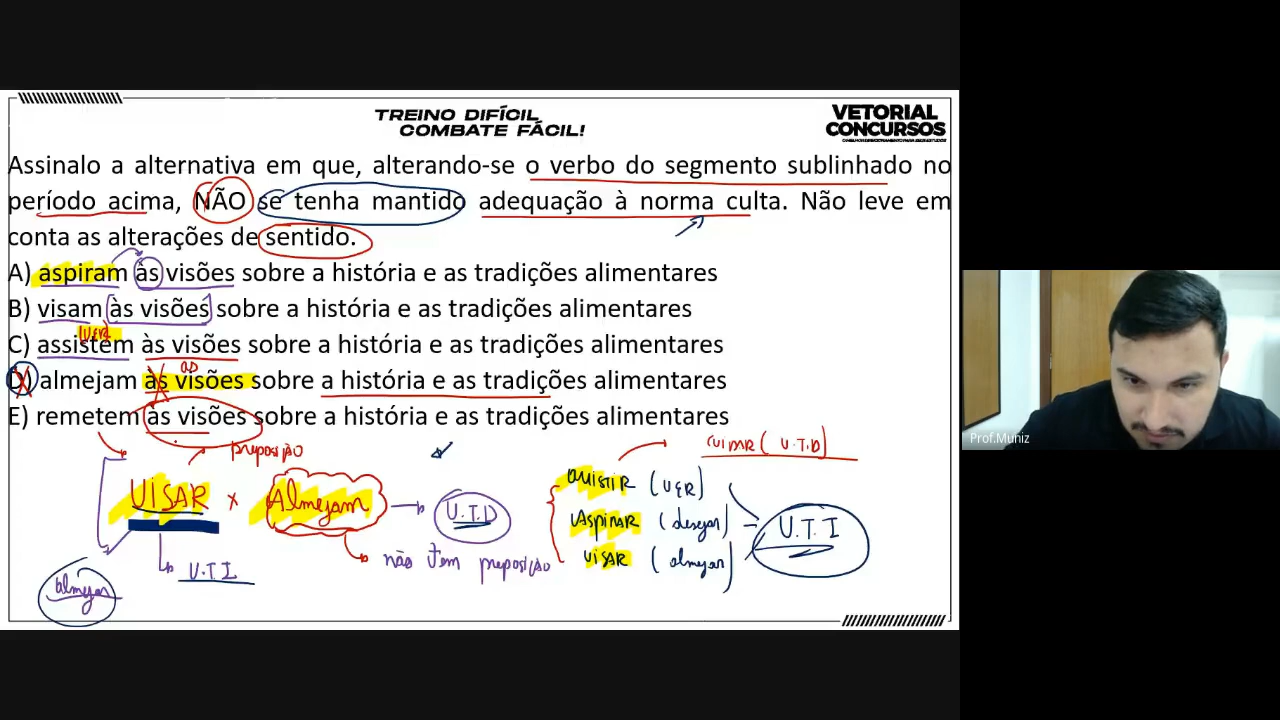 TREINO DIFÍCIL
COMBATE FÁCIL!
VETORIAL
CONCURSOS
Assinalo a alternativa em que, alterando-se o verbo do segmento sublinhado no
período acima, NÃO se tenha mantido adequação à norma culta. Não leve em
conta as alterações de sentido.
A) aspiram às visões sobre a história e as tradições alimentares
B) visam às visões sobre a história e as tradições alimentares
VER
C) assistem às visões sobre a história e as tradições alimentares
as
D) almejam às visões sobre a história e as tradições alimentares
E) remetem às visões sobre a história e as tradições alimentares
preposição
VISAR x Almejam
V.T.D
não tem preposição
V.T.I
almejar
cuidar (V.T.D)
Assistir (VER)
Aspirar (desejar)
Visar (almejar)
V.T.I
Prof.Muniz